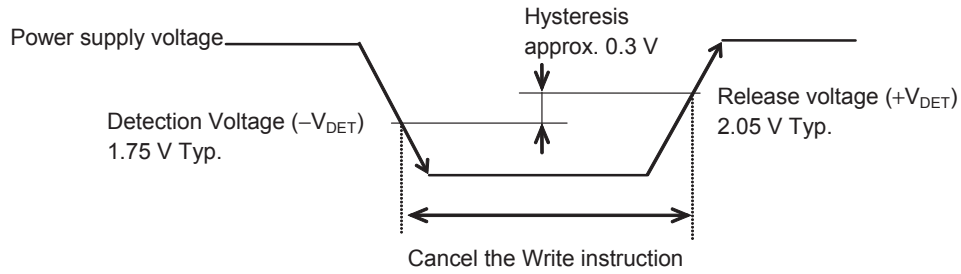 Hysteresis
approx. 0.3 V
Power supply voltage
Release voltage (+VDET)
2.05 V Typ.
Detection Voltage (−VDET)
1.75 V Typ.
Cancel the Write instruction